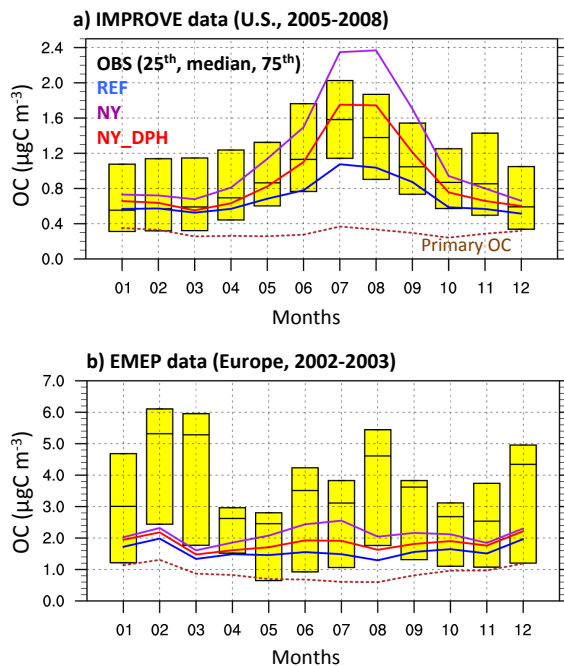 a) IMPROVE data (U.S., 2005-2008)
OBS (25th, median, 75th)
REF
NY
NY_DPH
Primary OC
OC (µgC m-3)
2.4
2.0
1.6
1.2
0.8
0.4
0.0
01 02 03 04 05 06 07 08 09 10 11 12
Months
b) EMEP data (Europe, 2002-2003)
OC (µgC m-3)
7.0
6.0
5.0
4.0
3.0
2.0
1.0
0.0
01 02 03 04 05 06 07 08 09 10 11 12
Months